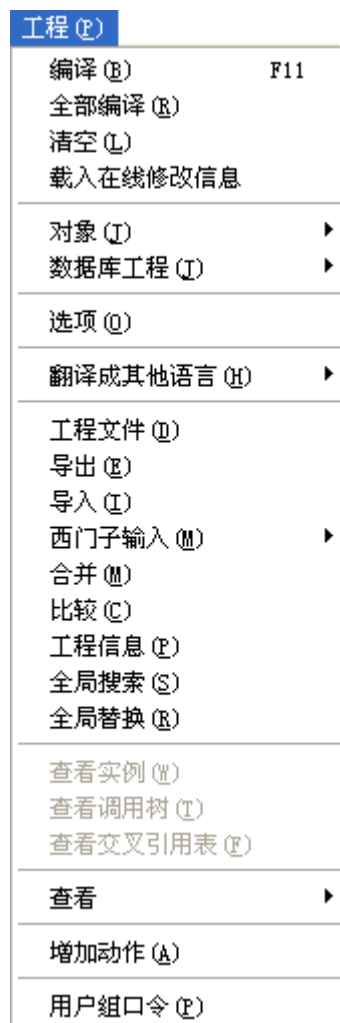 工程(P)
编译(B) F11
全部编译(R)
清空(L)
载入在线修改信息
对象(J)
数据库工程(J)
选项(O)
翻译成其他语言(H)
工程文件(D)
导出(E)
导入(I)
西门子输入(M)
合并(M)
比较(C)
工程信息(P)
全局搜索(S)
全局替换(R)
查看实例(W)
查看调用树(T)
查看交叉引用表(F)
查看
增加动作(A)
用户组口令(P)